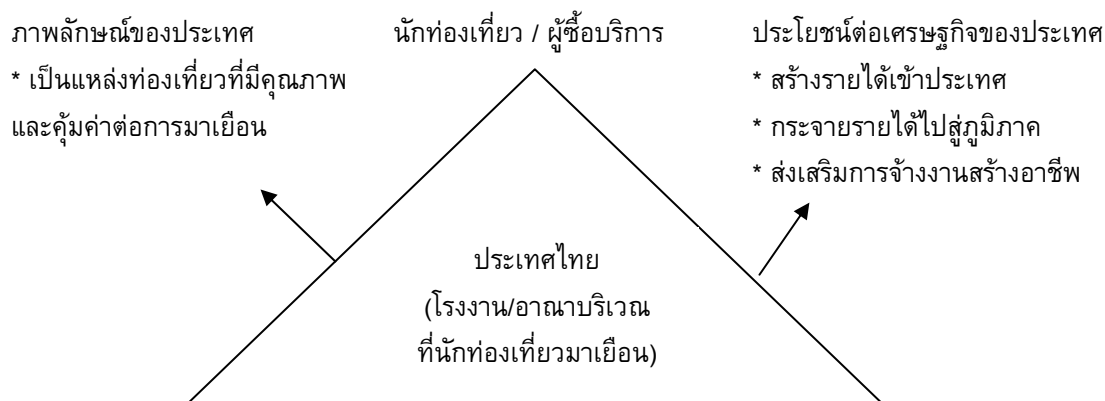 ภาพลักษณ์ของประเทศ
* เป็นแหล่งท่องเที่ยวที่มีคุณภาพ
และคุ้มค่าต่อการมาเยือน
นักท่องเที่ยว / ผู้ซื้อบริการ
ประโยชน์ต่อเศรษฐกิจของประเทศ
* สร้างรายได้เข้าประเทศ
* กระจายรายได้ไปสู่ภูมิภาค
* ส่งเสริมการจ้างงานสร้างอาชีพ
ประเทศไทย
(โรงงาน/อาณาบริเวณ
ที่นักท่องเที่ยวมาเยือน)